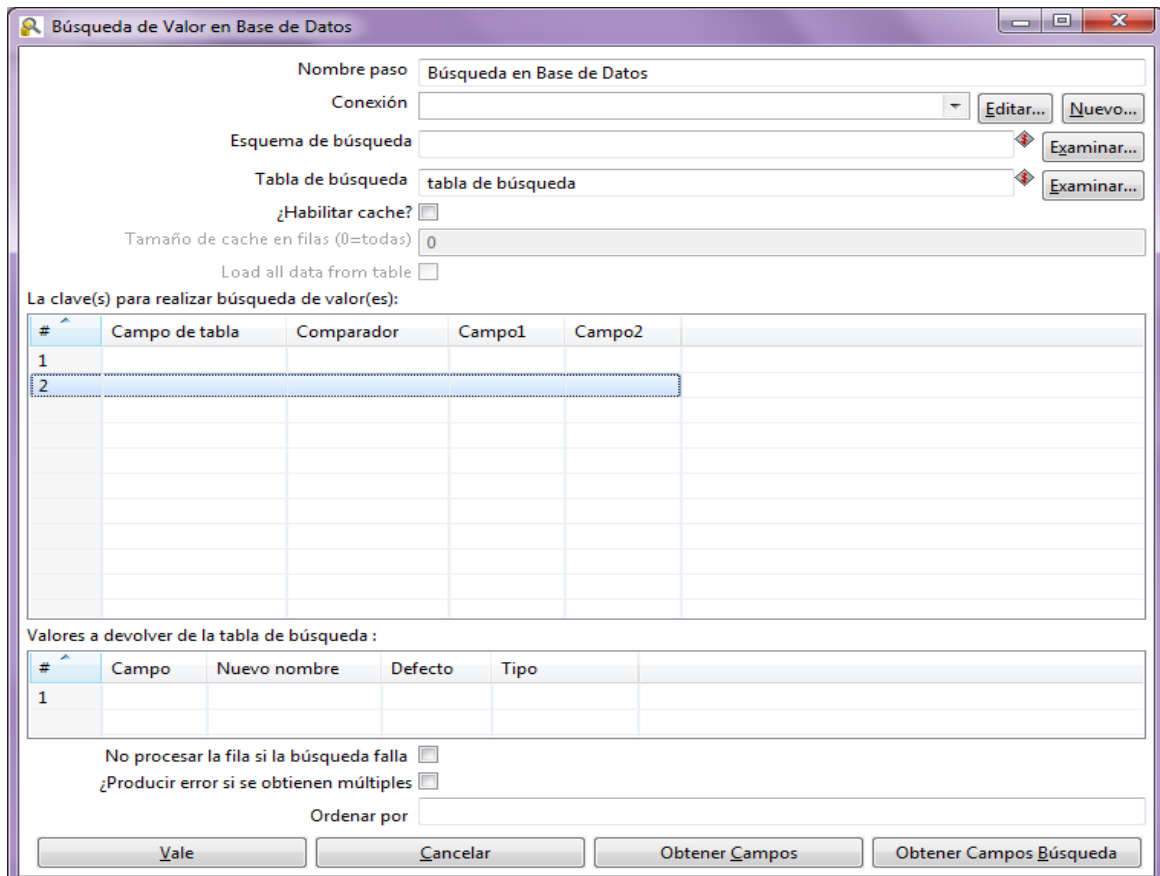 Búsqueda de Valor en Base de Datos
Nombre paso Búsqueda en Base de Datos
Conexión Editar... Nuevo...
Esquema de búsqueda Examinar...
Tabla de búsqueda tabla de búsqueda Examinar...
¿Habilitar cache?
Tamaño de cache en filas (0=todas) 0
Load all data from table
La clave(s) para realizar búsqueda de valor(es):
# Campo de tabla Comparador Campo1 Campo2
1
2
Valores a devolver de la tabla de búsqueda :
# Campo Nuevo nombre Defecto Tipo
1
No procesar la fila si la búsqueda falla
¿Producir error si se obtienen múltiples
Ordenar por
Vale Cancelar Obtener Campos Obtener Campos Búsqueda